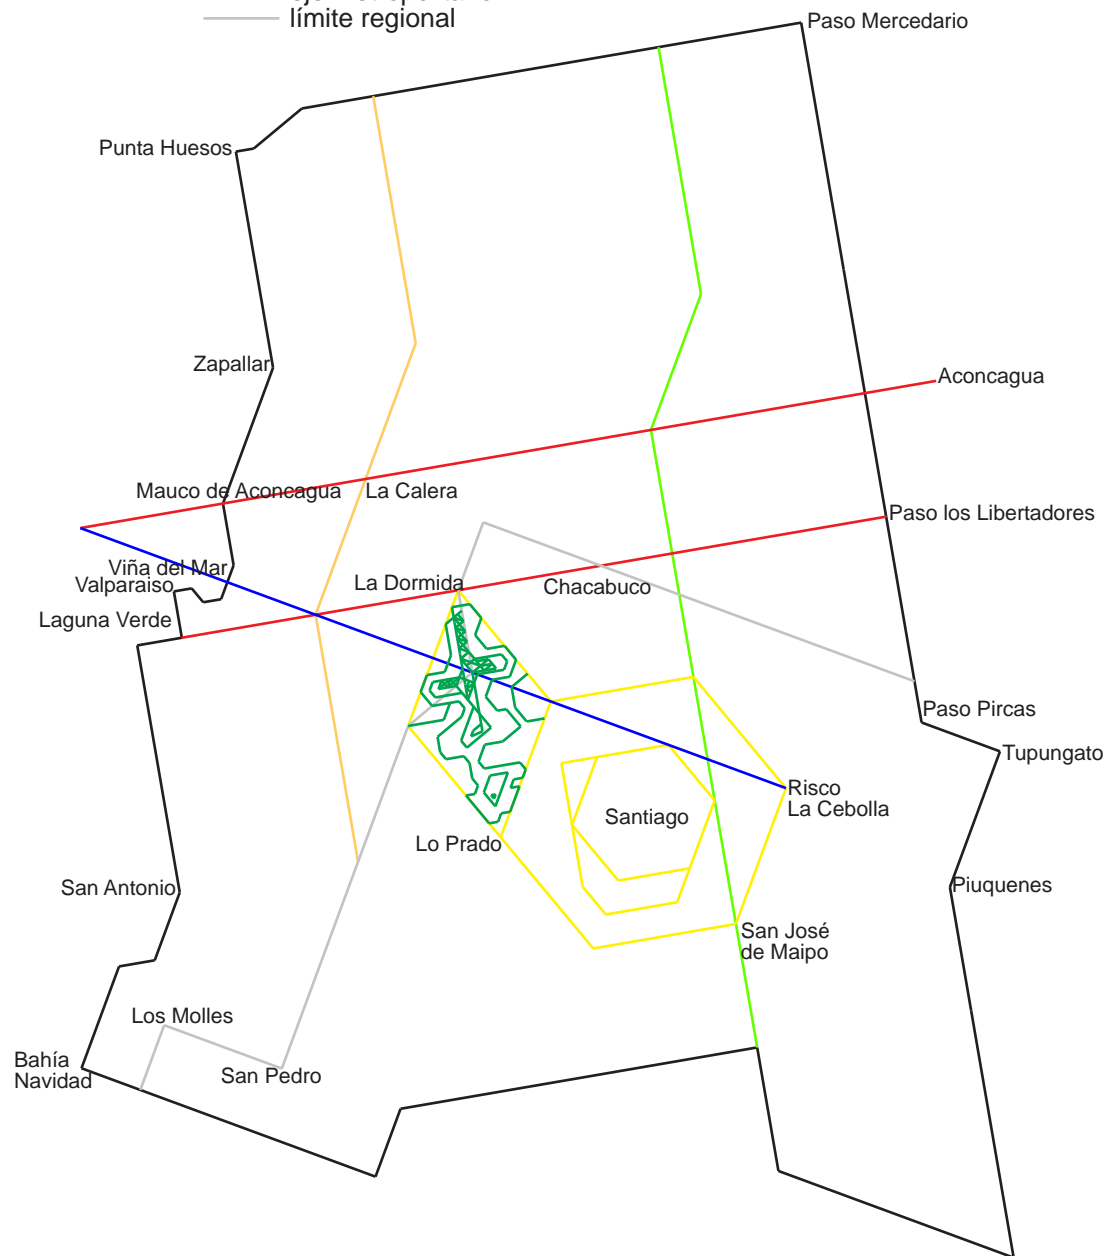 límite regional
Paso Mercedario
Punta Huesos
Zapallar
Aconcagua
Mauco de Aconcagua
La Calera
Paso los Libertadores
Viña del Mar
Valparaiso
La Dormida
Chacabuco
Laguna Verde
Paso Pircas
Tupungato
Risco
La Cebolla
Santiago
Lo Prado
San Antonio
Piuquenes
San José
de Maipo
Los Molles
Bahía
Navidad
San Pedro